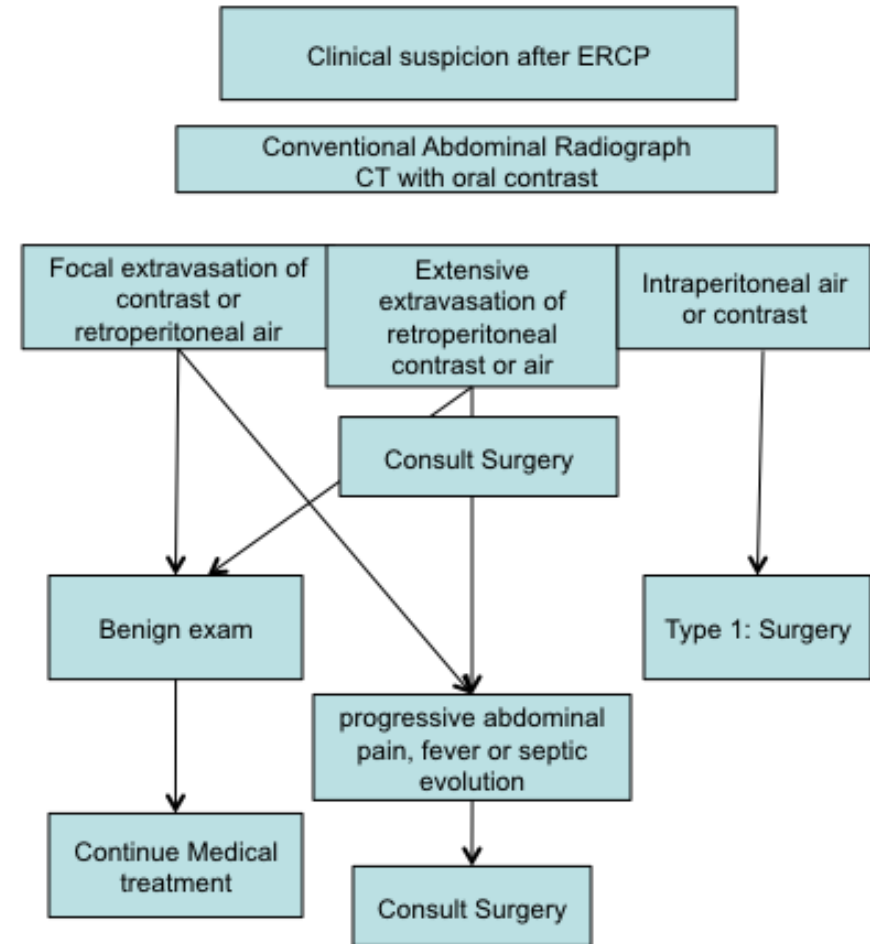 Clinical suspicion after ERCP
Conventional Abdominal Radiograph
CT with oral contrast
Focal extravasation of
contrast or
retroperitoneal air
Extensive
extravasation of
retroperitoneal
contrast or air
Intraperitoneal air
or contrast
Consult Surgery
Benign exam
Type 1: Surgery
progressive abdominal
pain, fever or septic
evolution
Continue Medical
treatment
Consult Surgery